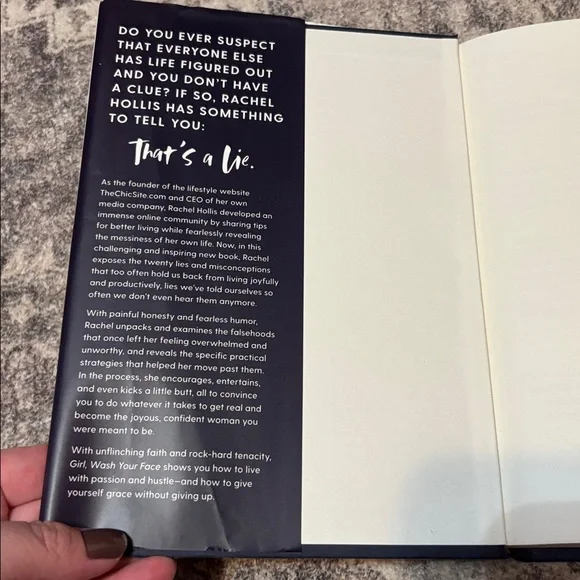 DO YOU EVER SUSPECT
THAT EVERYONE ELSE
HAS LIFE FIGURED OUT
AND YOU DON'T HAVE
A CLUE? IF SO, RACHEL
HOLLIS HAS SOMETHING
TO TELL YOU:
That's a lie.
As the founder of the lifestyle website
TheChicSite.com and CEO of her own
media company, Rachel Hollis developed an
immense online community by sharing tips
for better living while fearlessly revealing
the messiness of her own life. Now, in this
challenging and inspiring new book, Rachel
exposes the twenty lies and misconceptions
that too often hold us back from living joyfully
and productively, lies we've told ourselves so
often we don't even hear them anymore.
With painful honesty and fearless humor,
Rachel unpacks and examines the falsehoods
that once left her feeling overwhelmed and
unworthy, and reveals the specific practical
strategies that helped her move past them.
In the process, she encourages, entertains,
and even kicks a little butt, all to convince
you to do whatever it takes to get real and
become the joyous, confident woman you
were meant to be.
With unflinching faith and rock-hard tenacity,
Girl, Wash Your Face shows you how to live
with passion and hustle—and how to give
yourself grace without giving up.